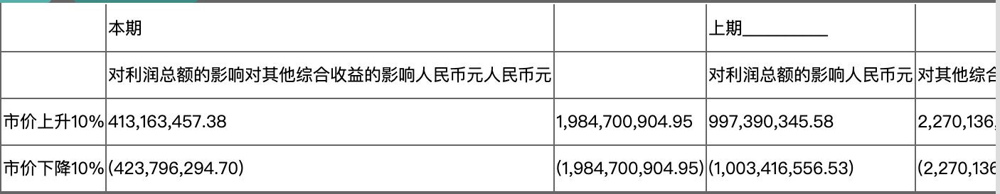 本期 上期__________
对利润总额的影响对其他综合收益的影响人民币元人民币元 对利润总额的影响人民币元 对其他综合
市价上升10% 413,163,457.38 1,984,700,904.95 997,390,345.58 2,270,136,
市价下降10% (423,796,294.70) (1,984,700,904.95) (1,003,416,556.53) (2,270,136